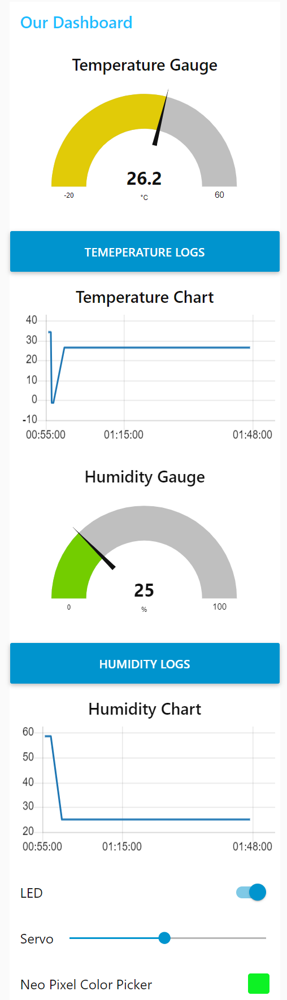 Our Dashboard
Temperature Gauge
26.2
-20 °C 60
TEMEPERATURE LOGS
Temperature Chart
40
30
20
10
0
-10
00:55:00 01:15:00 01:48:00
Humidity Gauge
25
0 % 100
HUMIDITY LOGS
Humidity Chart
60
50
40
30
20
00:55:00 01:15:00 01:48:00
LED
Servo
Neo Pixel Color Picker